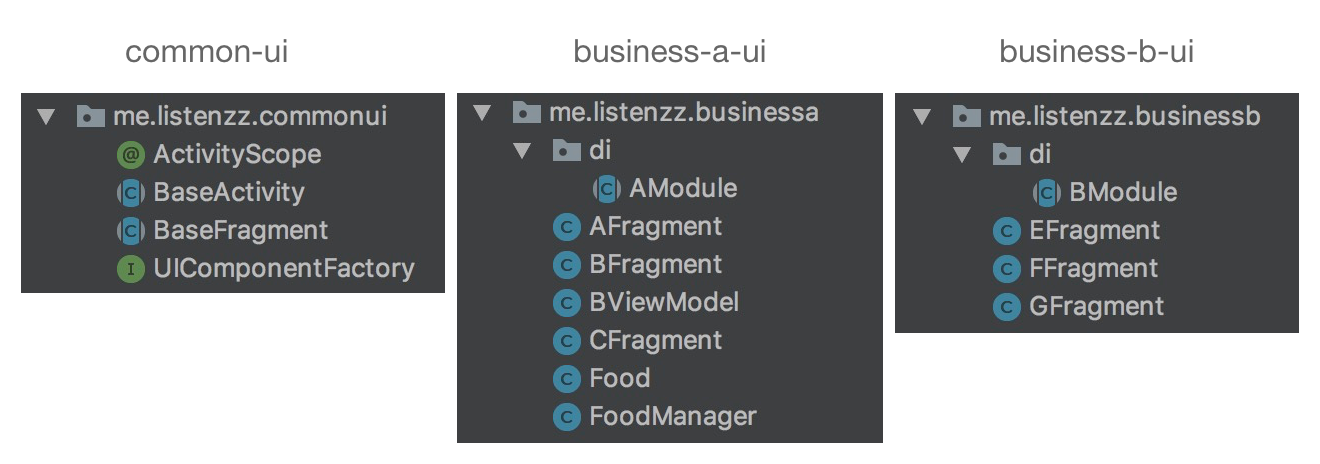 common-ui
me.listenzz.commonui
@ ActivityScope
C BaseActivity
C BaseFragment
I UIComponentFactory
business-a-ui
me.listenzz.businessa
di
C AModule
C AFragment
C BFragment
C BViewModel
C CFragment
C Food
C FoodManager
business-b-ui
me.listenzz.businessb
di
C BModule
C EFragment
C FFragment
C GFragment